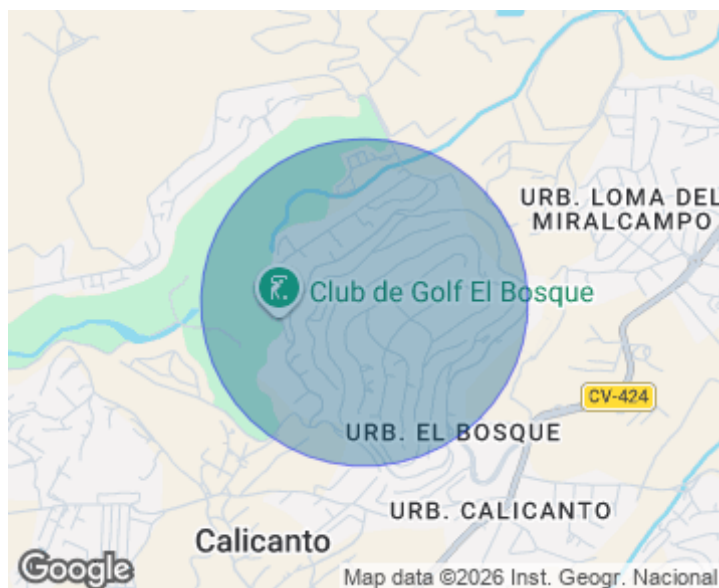 URB. LOMA DEL
MIRALCAMPO
Club de Golf El Bosque
CV-424
URB. EL BOSQUE
URB. CALICANTO
Calicanto
Google
Map data ©2026 Inst. Geogr. Nacional